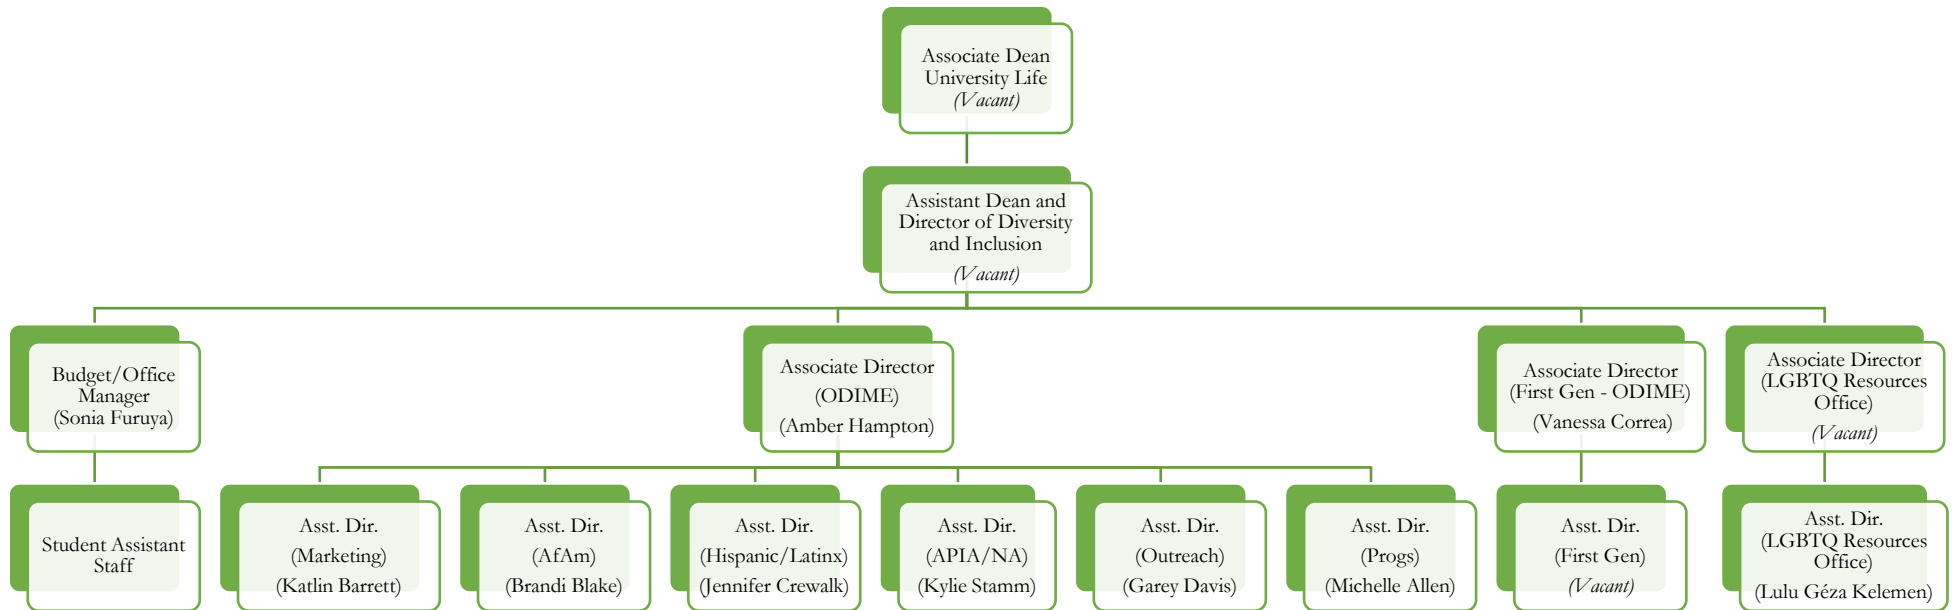 Associate Dean
University Life
(Vacant)
Assistant Dean and
Director of Diversity
and Inclusion
(Vacant)
Budget/Office
Manager
(Sonia Furuya)
Associate Director
(ODIME)
(Amber Hampton)
Associate Director
(First Gen - ODIME)
(Vanessa Correa)
Associate Director
(LGBTQ Resources
Office)
(Vacant)
Student Assistant
Staff
Asst. Dir.
(Marketing)
(Katlin Barrett)
Asst. Dir.
(AfAm)
(Brandi Blake)
Asst. Dir.
(Hispanic/Latinx)
(Jennifer Crewalk)
Asst. Dir.
(APIA/NA)
(Kylie Stamm)
Asst. Dir.
(Outreach)
(Garey Davis)
Asst. Dir.
(Progs)
(Michelle Allen)
Asst. Dir.
(First Gen)
(Vacant)
Asst. Dir.
(LGBTQ Resources
Office)
(Lulu Géza Kelemen)